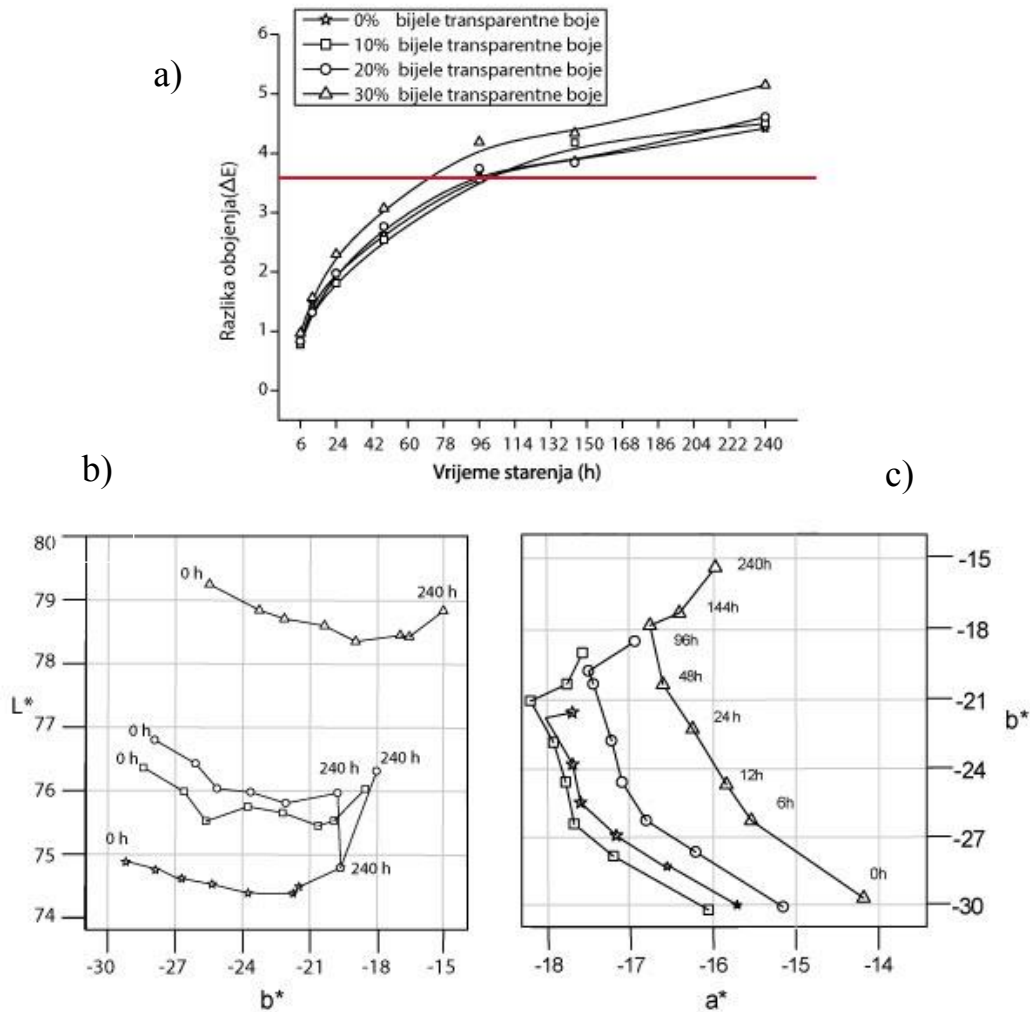 a)
0% bijele transparentne boje
10% bijele transparentne boje
20% bijele transparentne boje
30% bijele transparentne boje
Razlika obojenja(ΔE)
6
5
4
3
2
1
0
6 24 42 60 78 96 114 132 150 168 186 204 222 240
Vrijeme starenja (h)
b)
c)
L*
80
79
78
77
76
75
74
0 h
240 h
0 h
0 h
240 h
240 h
0 h
240 h
-30 -27 -24 -21 -18 -15
b*
240h
144h
96h
48h
24h
12h
6h
0h
-15
-18
-21
-24
-27
-30
b*
-18 -17 -16 -15 -14
a*